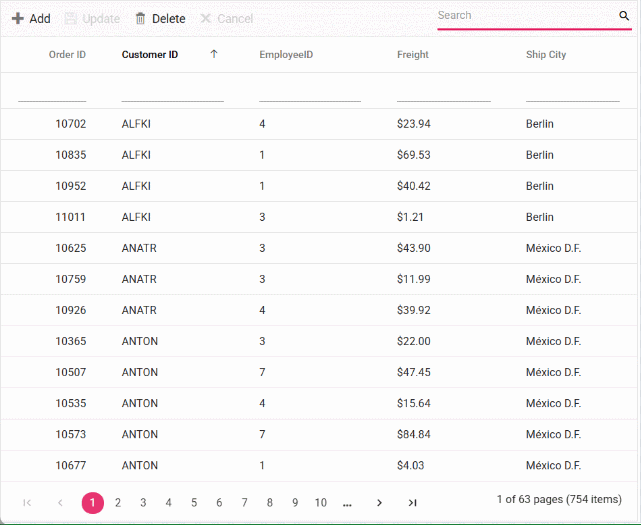 Add Update Delete Cancel Search
Order ID Customer ID EmployeeID Freight Ship City
10702 ALFKI 4 $23.94 Berlin
10835 ALFKI 1 $69.53 Berlin
10952 ALFKI 1 $40.42 Berlin
11011 ALFKI 3 $1.21 Berlin
10625 ANATR 3 $43.90 México D.F.
10759 ANATR 3 $11.99 México D.F.
10926 ANATR 4 $39.92 México D.F.
10365 ANTON 3 $22.00 México D.F.
10507 ANTON 7 $47.45 México D.F.
10535 ANTON 4 $15.64 México D.F.
10573 ANTON 7 $84.84 México D.F.
10677 ANTON 1 $4.03 México D.F.
1 2 3 4 5 6 7 8 9 10 ... 1 of 63 pages (754 items)